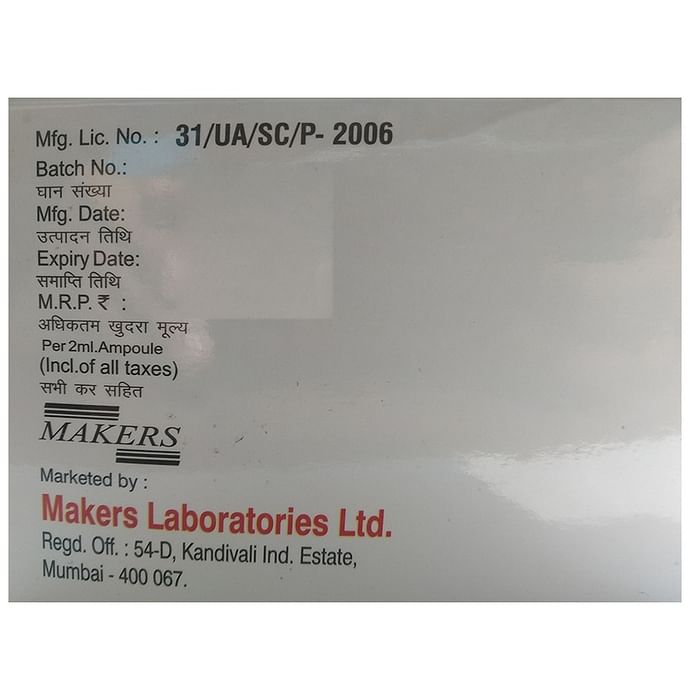 Mfg. Lic. No. : 31/UA/SC/P- 2006
Batch No.:
घान संख्या
Mfg. Date:
उत्पादन तिथि
Expiry Date:
समाप्ति तिथि
M.R.P. ₹ :
अधिकतम खुदरा मूल्य
Per 2ml.Ampoule
(Incl.of all taxes)
सभी कर सहित
MAKERS
Marketed by :
Makers Laboratories Ltd.
Regd. Off. : 54-D, Kandivali Ind. Estate,
Mumbai - 400 067.